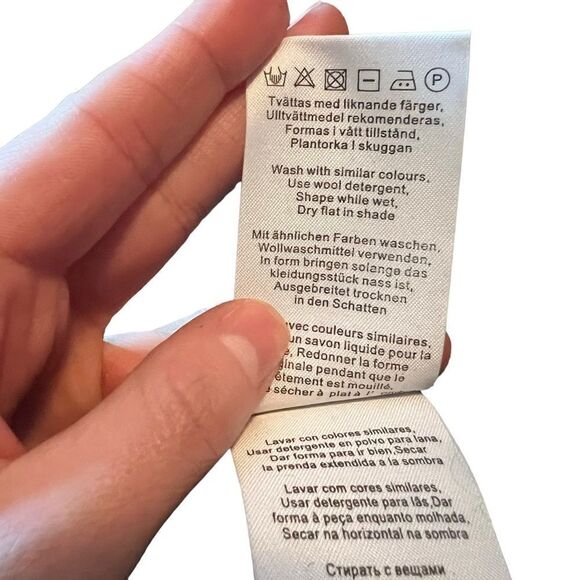 P
Tvättas med liknande färger,
Ulltvättmedel rekomenderas,
Formas i vått tillstånd,
Plantorka I skuggan
Wash with similar colours,
Use wool detergent,
Shape while wet,
Dry flat in shade
Mit ähnlichen Farben waschen,
Wollwaschmittel verwenden,
In form bringen solange das
kleidungsstück nass ist,
Ausgebreitet trocknen
in den Schatten
avec couleurs similaires,
un savon liquide pour la
Redonner la forme
pendant que le
est mouillé,
sécher à plat à l'
Lavar con colores similares,
Usar detergente en polvo para lana,
Dar forma para ir bien,Secar
la prenda extendida a la sombra
Lavar com cores similares,
Usar detergente para lãs,Dar
forma à peça enquanto molhada,
Secar na horizontal na sombra
Стирать с вещами